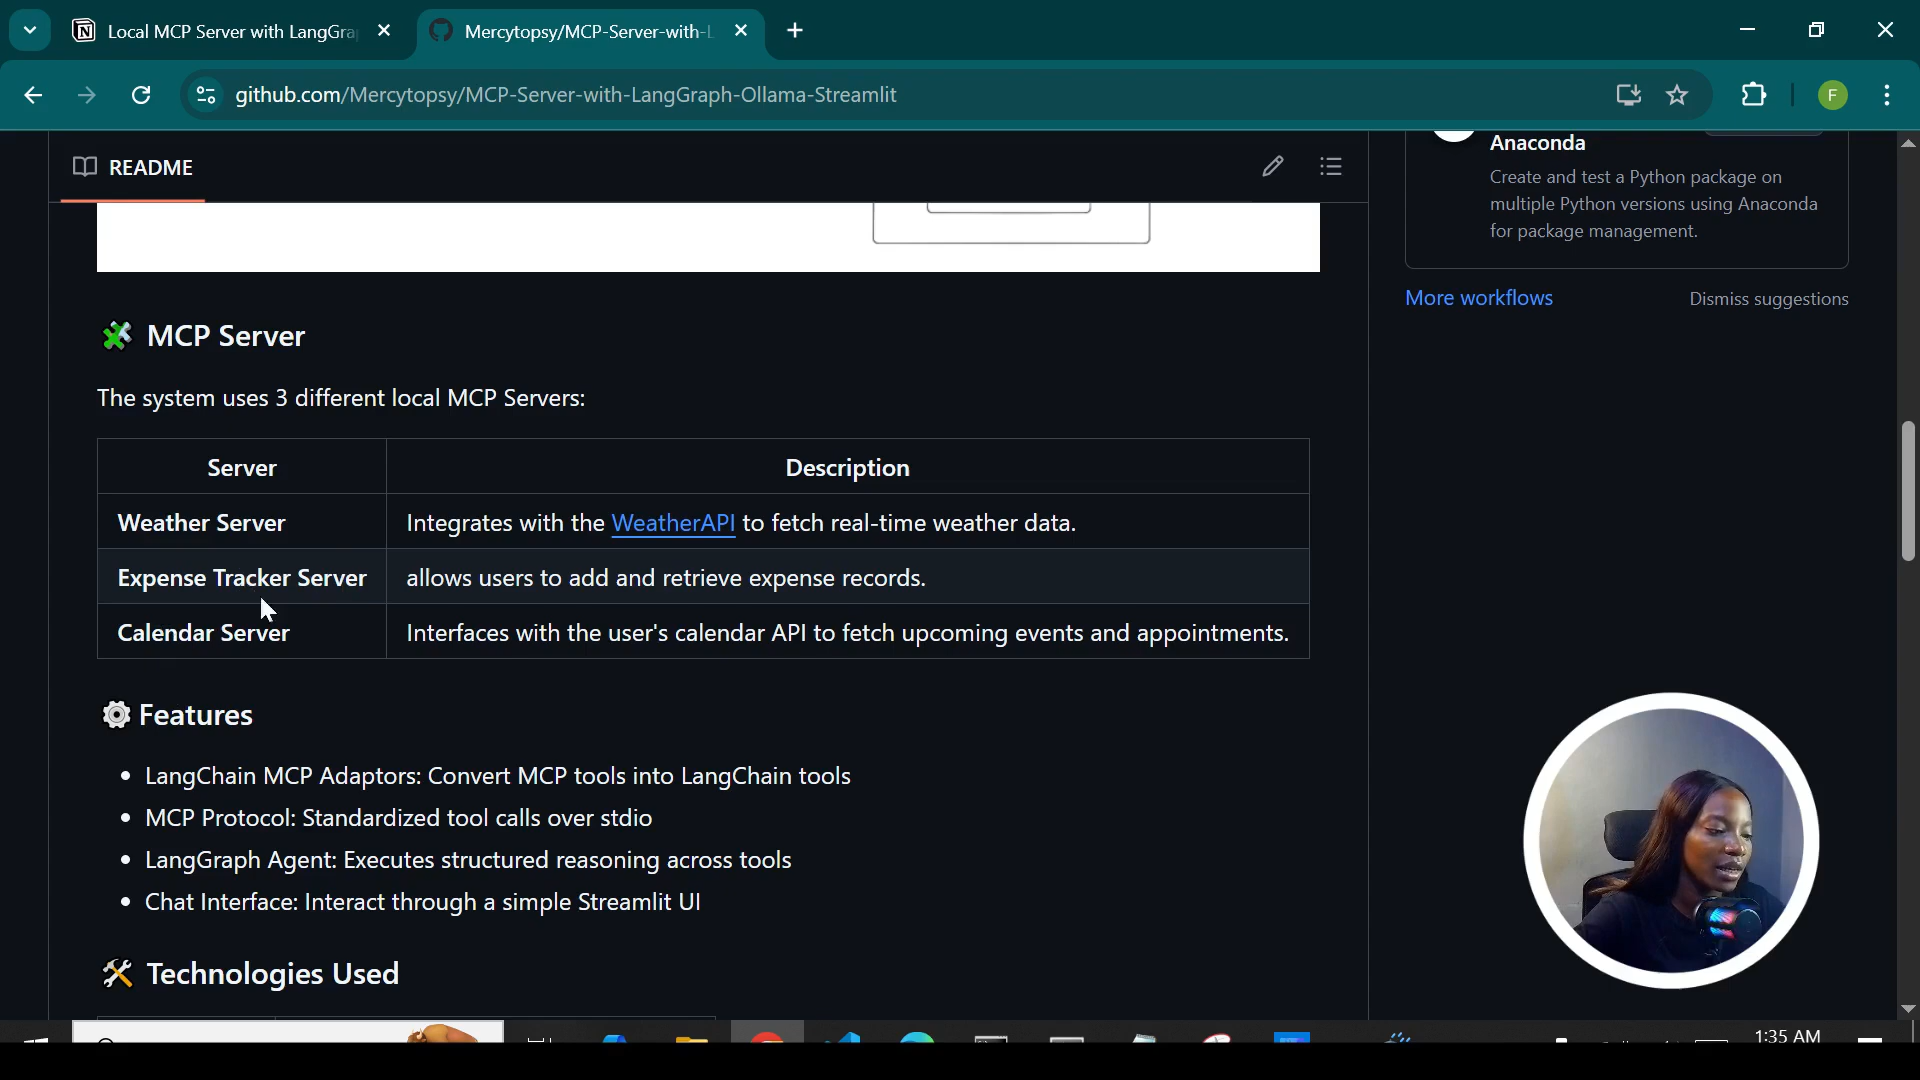 Local MCP Server with LangGra
Mercytopsy/MCP-Server-with-L
github.com/Mercytopsy/MCP-Server-with-LangGraph-Ollama-Streamlit
F
README
Anaconda
Create and test a Python package on
multiple Python versions using Anaconda
for package management.
More workflows
Dismiss suggestions
MCP Server
The system uses 3 different local MCP Servers:
Server
Description
Weather Server
Integrates with the WeatherAPI to fetch real-time weather data.
Expense Tracker Server
allows users to add and retrieve expense records.
Calendar Server
Interfaces with the user's calendar API to fetch upcoming events and appointments.
Features
• LangChain MCP Adaptors: Convert MCP tools into LangChain tools
• MCP Protocol: Standardized tool calls over stdio
• LangGraph Agent: Executes structured reasoning across tools
• Chat Interface: Interact through a simple Streamlit UI
Technologies Used
1:35 AM